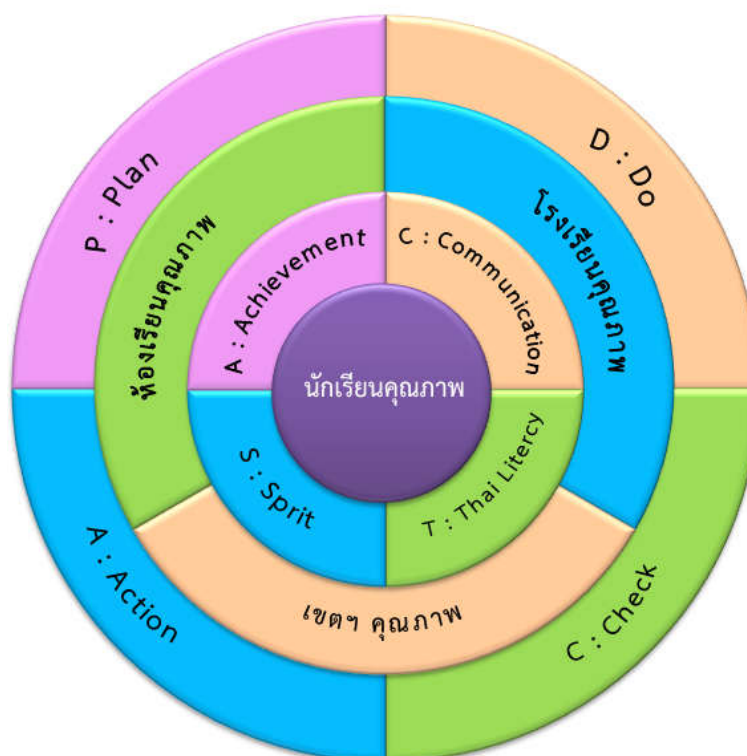 P : Plan
D : Do
ห้องเรียนคุณภาพ
โรงเรียนคุณภาพ
A : Achievement
C : Communication
นักเรียนคุณภาพ
S : Sprit
T : Thai Litercy
เขตฯ คุณภาพ
A : Action
C : Check